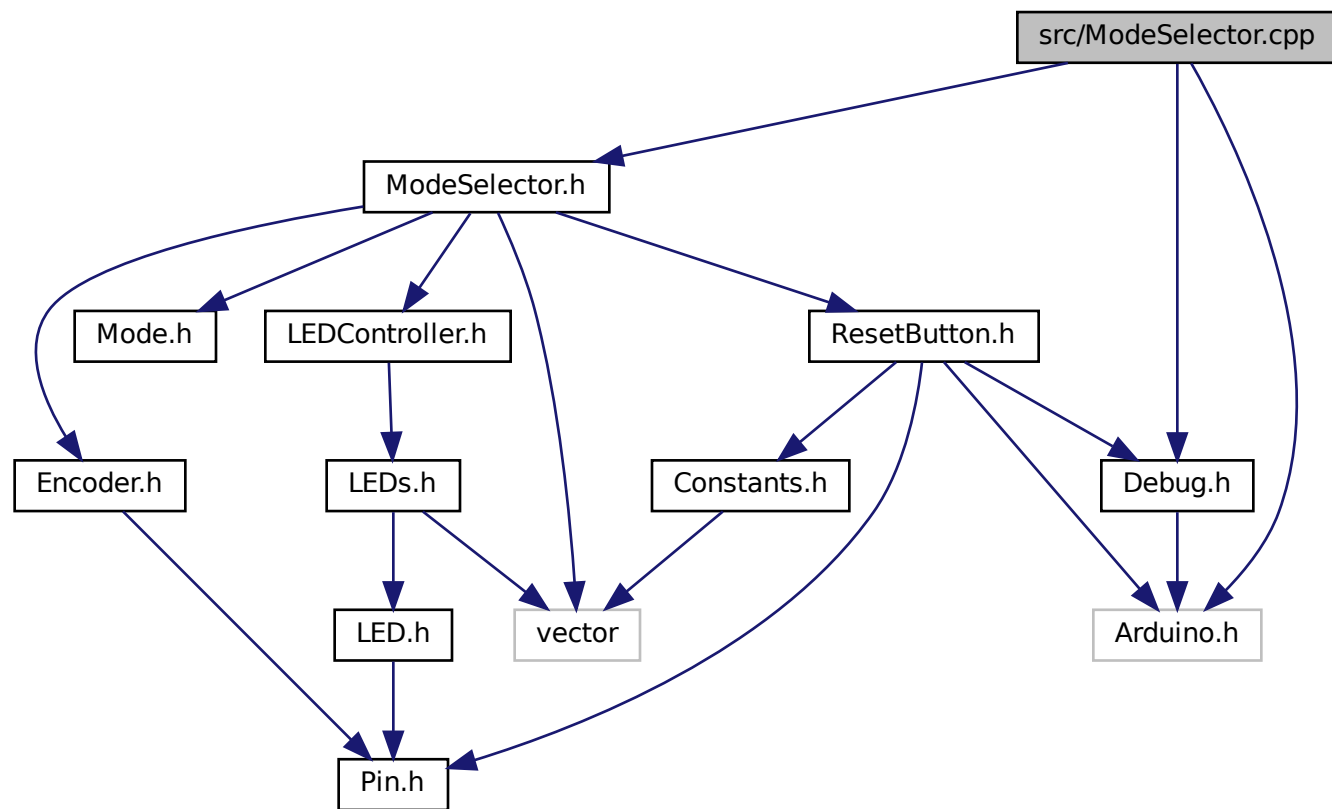 src/ModeSelector.cpp
ModeSelector.h
Mode.h
LEDController.h
ResetButton.h
Encoder.h
LEDs.h
Constants.h
Debug.h
LED.h
vector
Arduino.h
Pin.h